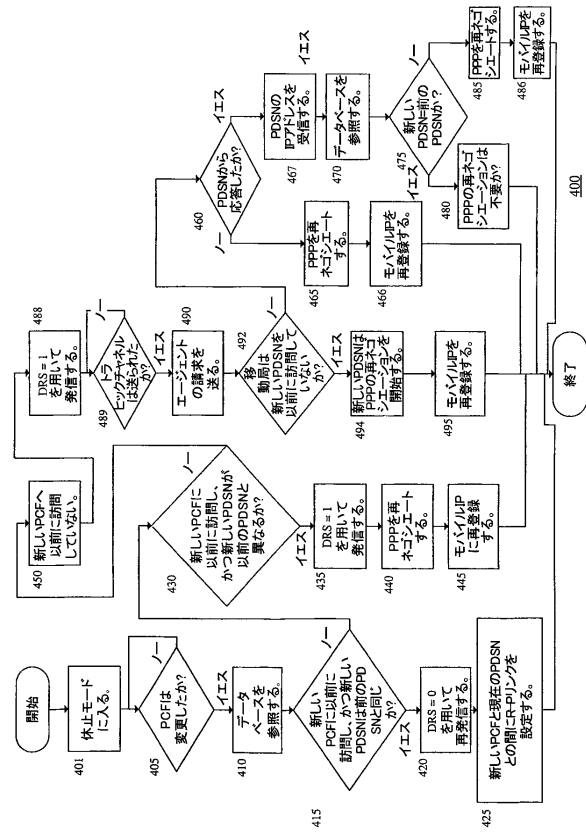 開始
休止モード
に入る。
401
PCFは
変更したか?
405
ノー
イエス
データ
ベースを
参照する。
410
新しい
PCFに以前に
訪問し、かつ新しい
PDSNは前のPD
SNと同じ
か?
415
ノー
イエス
DRS=0
を用いて
再発信する。
420
新しいPCFと現在のPDSN
との間にR-Pリンクを
設定する。
425
新しいPCFへ
以前に訪問
していない。
450
新しいPCFに
以前に訪問し、
かつ新しいPDSNが
以前のPDSNと
異なるか?
430
ノー
イエス
DRS=1
を用いて
発信する。
435
PPPを再
ネゴシエート
する。
440
モバイルIP
に再登録
する。
445
DRS=1
を用いて
発信する。
488
トラ
ヒックチャネル
は送られた
か?
489
ノー
イエス
エージェント
の請求を
送る。
490
移
動局は
新しいPDSNを
以前に訪問して
いない
か?
492
ノー
イエス
新しいPDSNは
PPPの再ネゴ
シエーションを
開始する。
494
モバイルIPを
再登録する。
495
PDSNから
応答したか?
460
ノー
イエス
PPPを再
ネゴシエート
する。
465
モバイルIPを
再登録する。
466
PDSNの
IPアドレスを
受信する。
467
イエス
データベースを
参照する。
470
新しい
PDSN=前の
PDSNか?
475
イエス
ノー
PPPの再ネゴ
シエーションは
不要か?
480
PPPを再ネゴ
シエートする。
485
モバイルIPを
再登録する。
486
終了
400